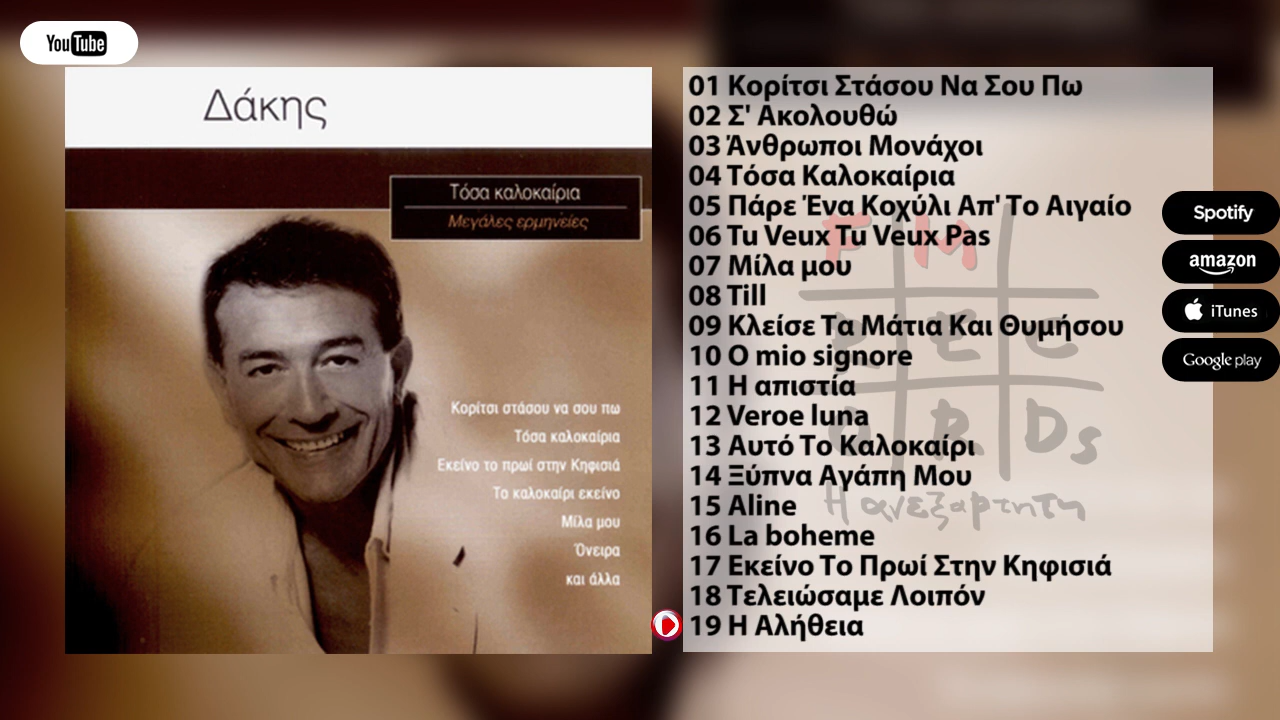 YouTube
Δάκης
Τόσα καλοκαίρια
Μεγάλες ερμηνείες
Κορίτσι στάσου να σου πω
Τόσα καλοκαίρια
Εκείνο το πρωί στην Κηφισιά
Το καλοκαίρι εκείνο
Μίλα μου
Όνειρα
και άλλα
01 Κορίτσι Στάσου Να Σου Πω
02 Σ' Ακολουθώ
03 Άνθρωποι Μονάχοι
04 Τόσα Καλοκαίρια
05 Πάρε Ένα Κοχύλι Απ' Το Αιγαίο
06 Tu Veux Tu Veux Pas
07 Μίλα μου
08 Till
09 Κλείσε Τα Μάτια Και Θυμήσου
10 O mio signore
11 Η απιστία
12 Veroe luna
13 Αυτό Το Καλοκαίρι
14 Ξύπνα Αγάπη Μου
15 Aline
16 La boheme
17 Εκείνο Το Πρωί Στην Κηφισιά
18 Τελειώσαμε Λοιπόν
19 Η Αλήθεια
F M
R E C
O R Ds
Η ανεξάρτητη
Spotify
amazon
iTunes
Google play